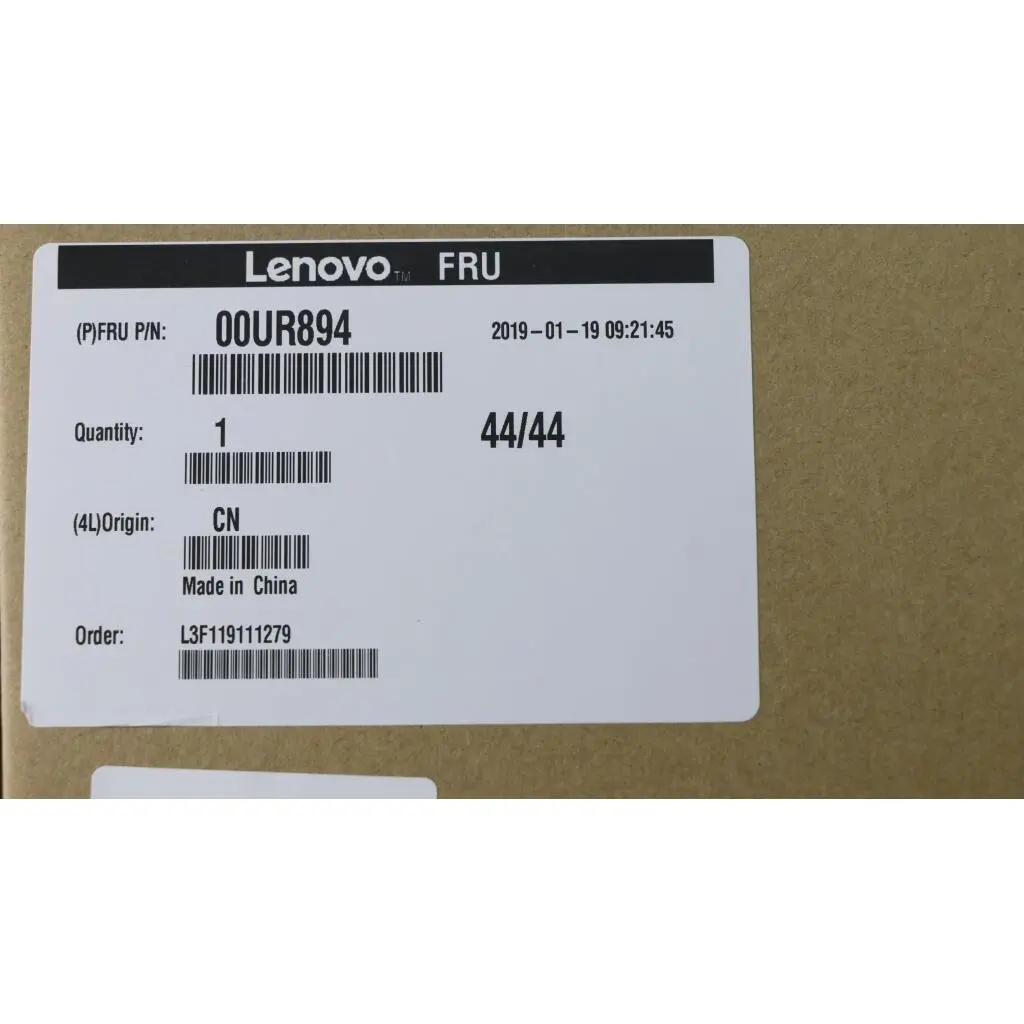 Lenovo™ FRU
(P)FRU P/N: 00UR894 2019-01-19 09:21:45
Quantity: 1 44/44
(4L)Origin: CN
Made in China
Order: L3F119111279